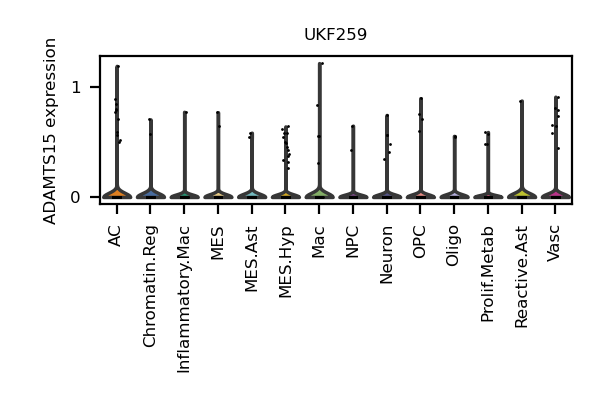 UKF259
ADAMTS15 expression
1
0
AC
Chromatin.Reg
Inflammatory.Mac
MES
MES.Ast
MES.Hyp
Mac
NPC
Neuron
OPC
Oligo
Prolif.Metab
Reactive.Ast
Vasc